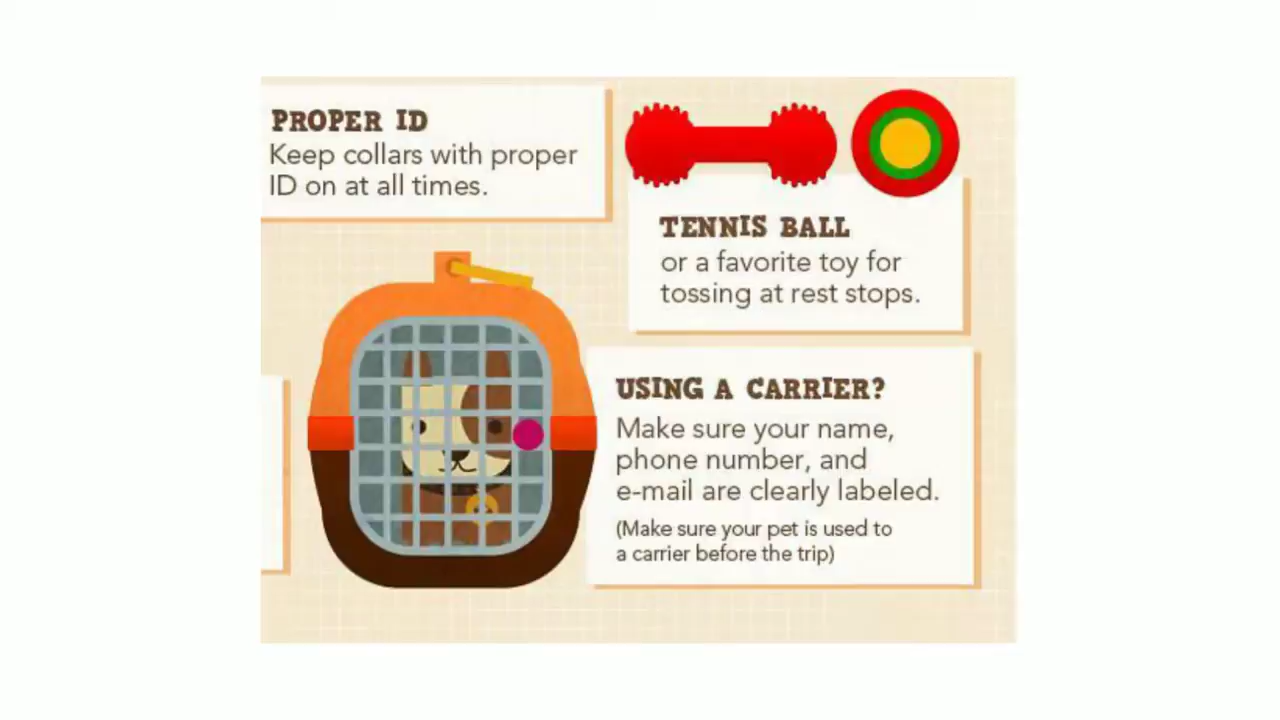 PROPER ID
Keep collars with proper
ID on at all times.
TENNIS BALL
or a favorite toy for
tossing at rest stops.
USING A CARRIER?
Make sure your name,
phone number, and
e-mail are clearly labeled.
(Make sure your pet is used to
a carrier before the trip)